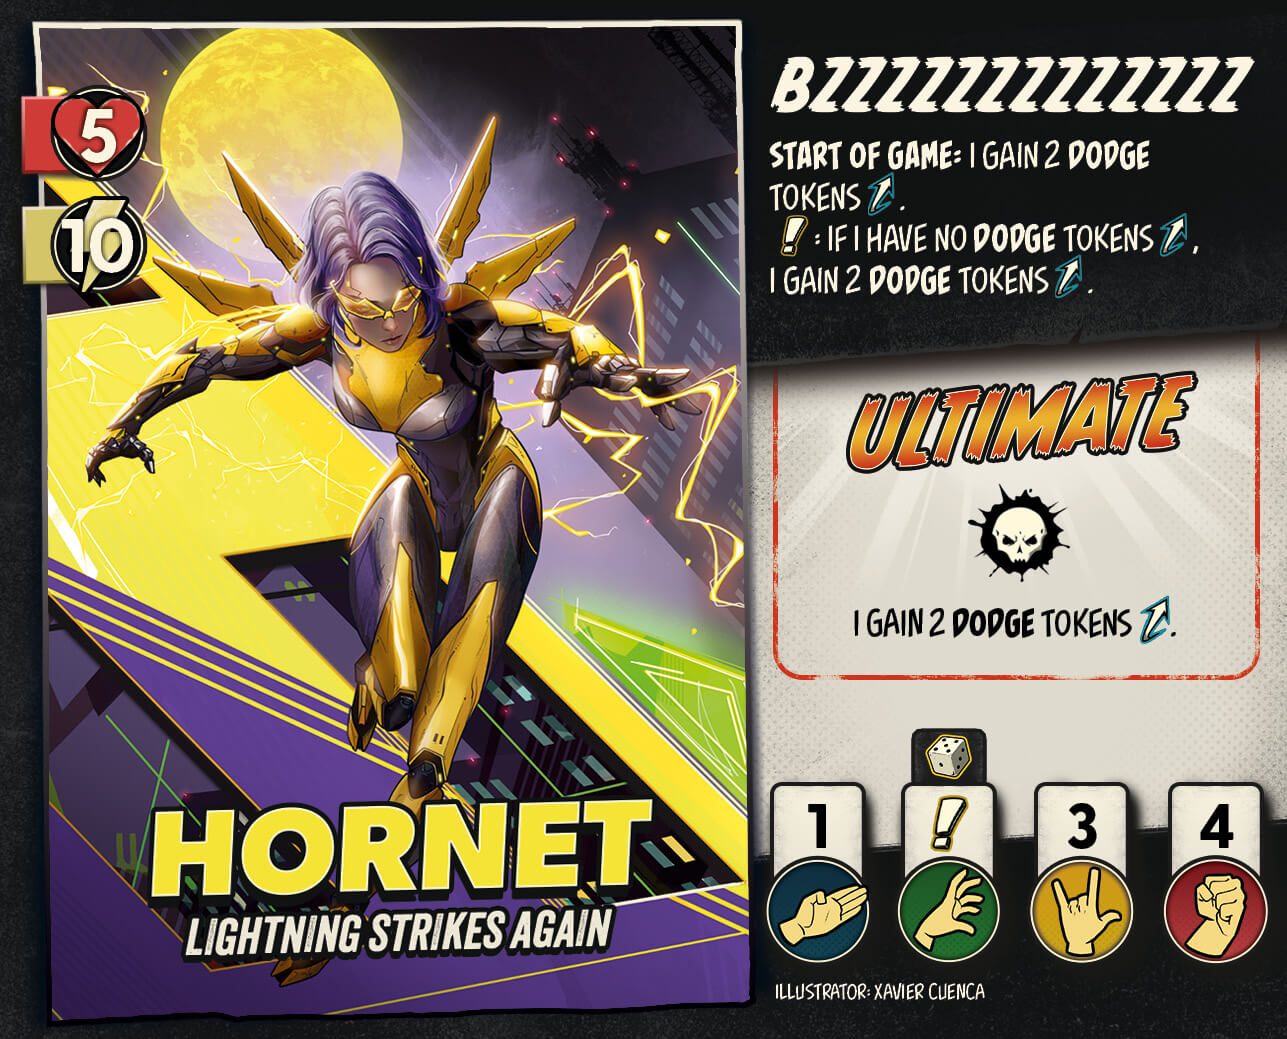 5
10
HORNET
LIGHTNING STRIKES AGAIN
BZZZZZZZZZZZZZ
START OF GAME: I GAIN 2 DODGE
TOKENS .
! : IF I HAVE NO DODGE TOKENS ,
I GAIN 2 DODGE TOKENS .
ULTIMATE
I GAIN 2 DODGE TOKENS .
1 ! 3 4
ILLUSTRATOR: XAVIER CUENCA